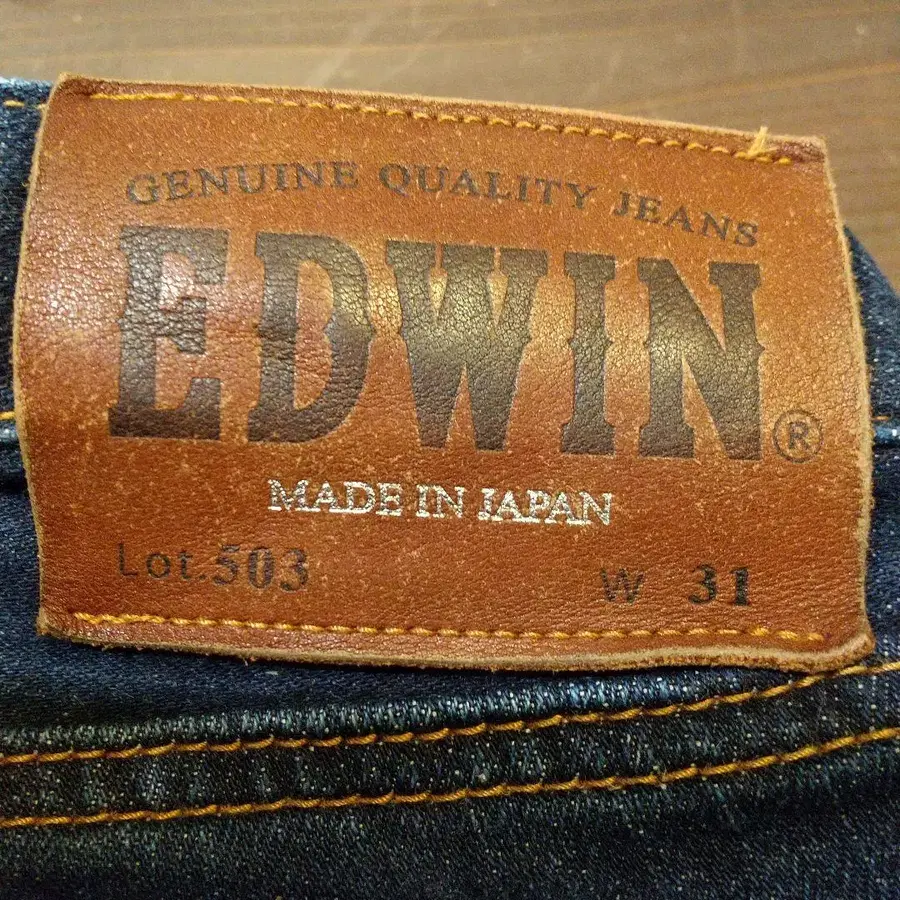 GENUINE QUALITY JEANS
EDWIN®
MADE IN JAPAN
Lot.503 W 31